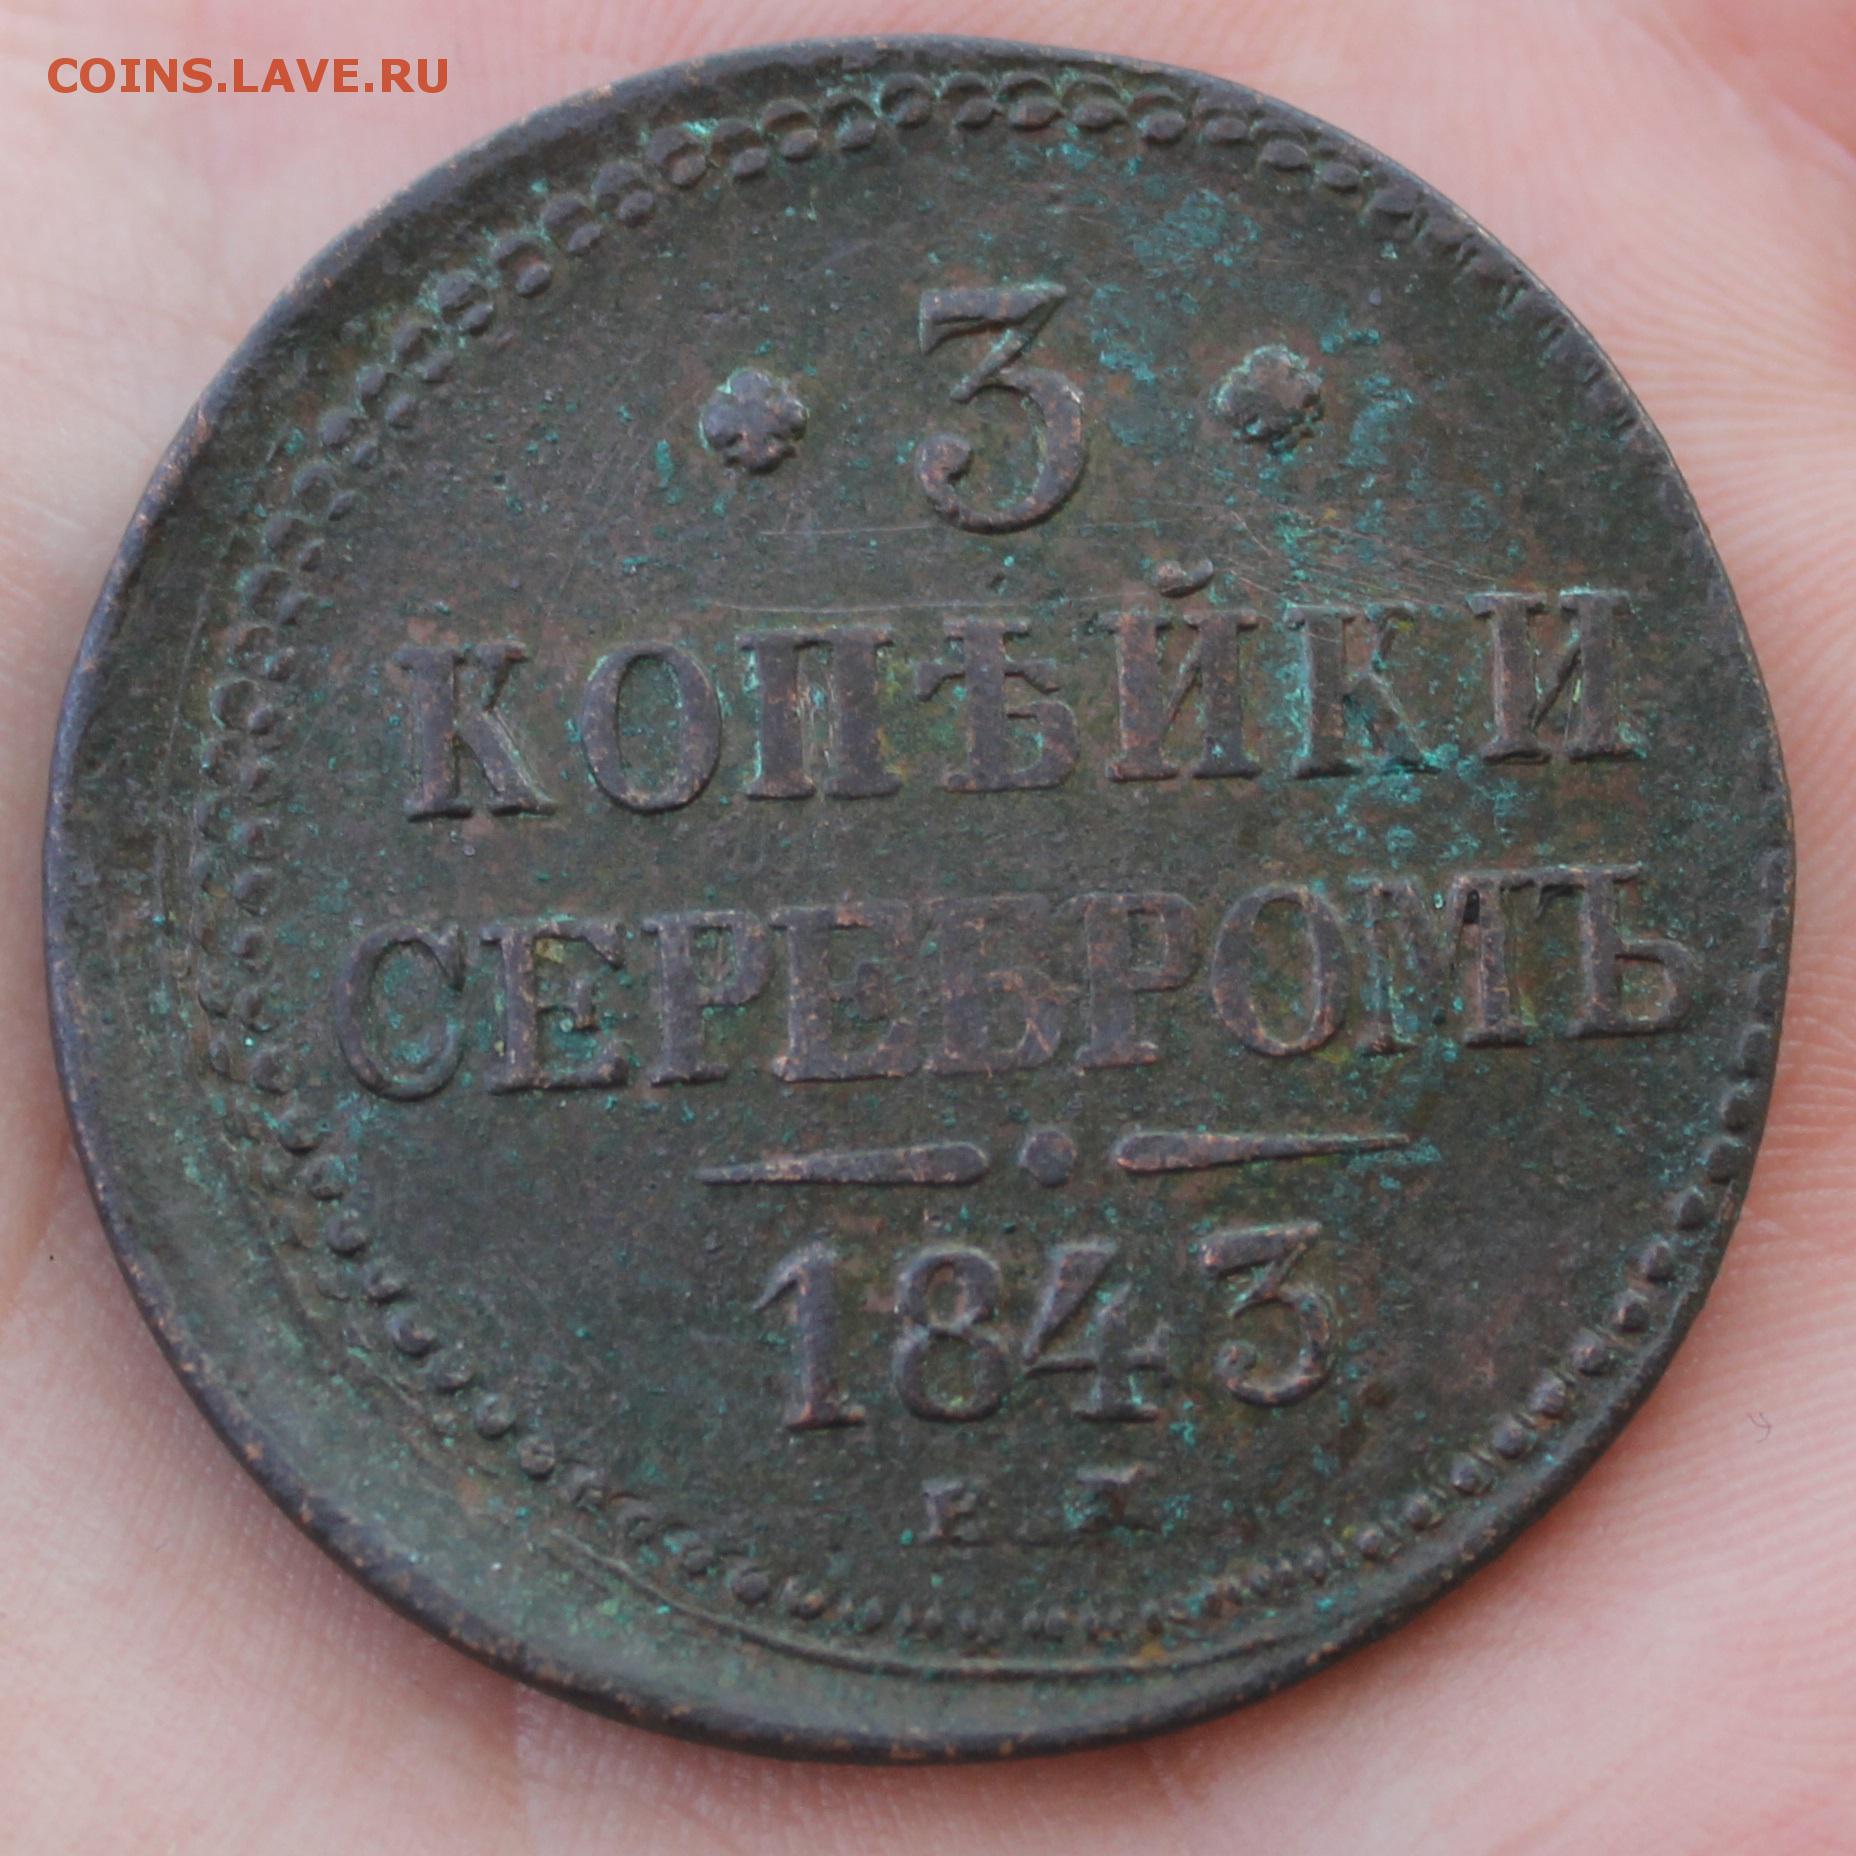 COINS.LAVE.RU
3
КОПѢЙКИ
СЕРЕБРОМЪ
1843